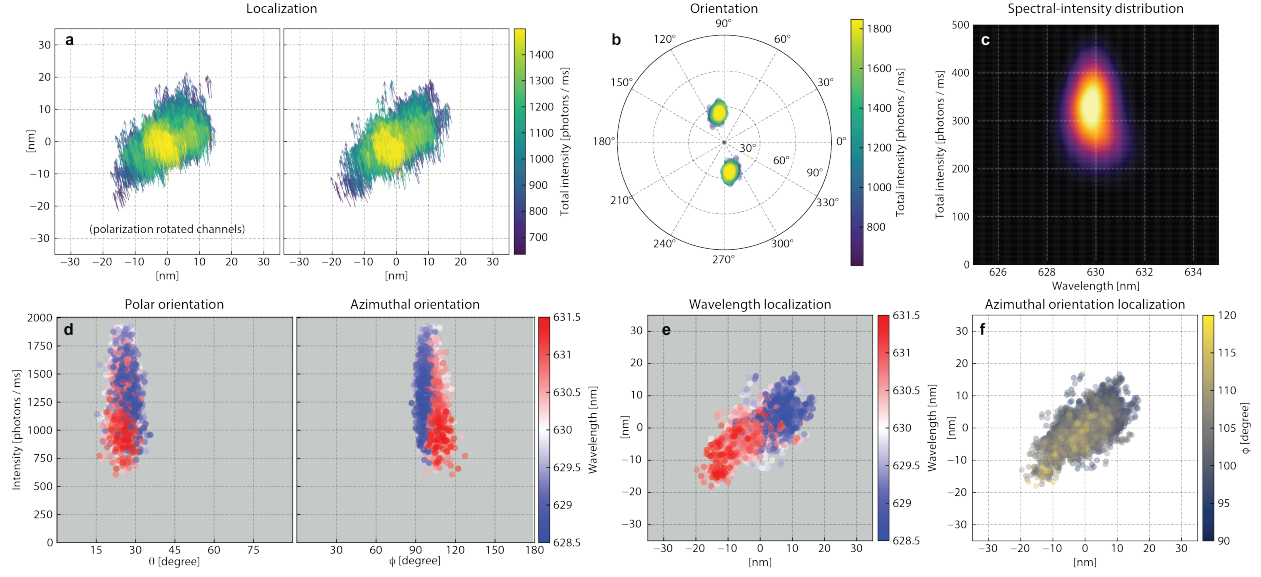 Localization
Orientation
Spectral-intensity distribution
a
30
20
10
0
−10
−20
−30
[nm]
(polarization rotated channels)
−30 −20 −10 0 10 20
[nm]
−30 −20 −10 0 10 20 30
[nm]
1400
1300
1200
1100
1000
900
800
700
Total intensity [photons / ms]
b
90°
120° 60°
150° 30°
180° 0°
30°
60°
90°
210° 330°
240° 300°
270°
1800
1600
1400
1200
1000
800
Total intensity [photons / ms]
c
500
400
300
200
100
0
Total intensity [photons / ms]
626 628 630 632 634
Wavelength [nm]
Polar orientation
Azimuthal orientation
Wavelength localization
Azimuthal orientation localization
d
2000
1750
1500
1250
1000
750
500
250
0
Intensity [photons / ms]
15 30 45 60 75
θ [degree]
30 60 90 120 150 180
ϕ [degree]
631.5
631
630.5
630
629.5
629
628.5
Wavelength [nm]
e
30
20
10
0
−10
−20
−30
[nm]
−30 −20 −10 0 10 20 30
[nm]
631.5
631
630.5
630
629.5
629
628.5
Wavelength [nm]
f
30
20
10
0
−10
−20
−30
[nm]
−30 −20 −10 0 10 20 30
[nm]
120
115
110
105
100
95
90
ϕ [degree]